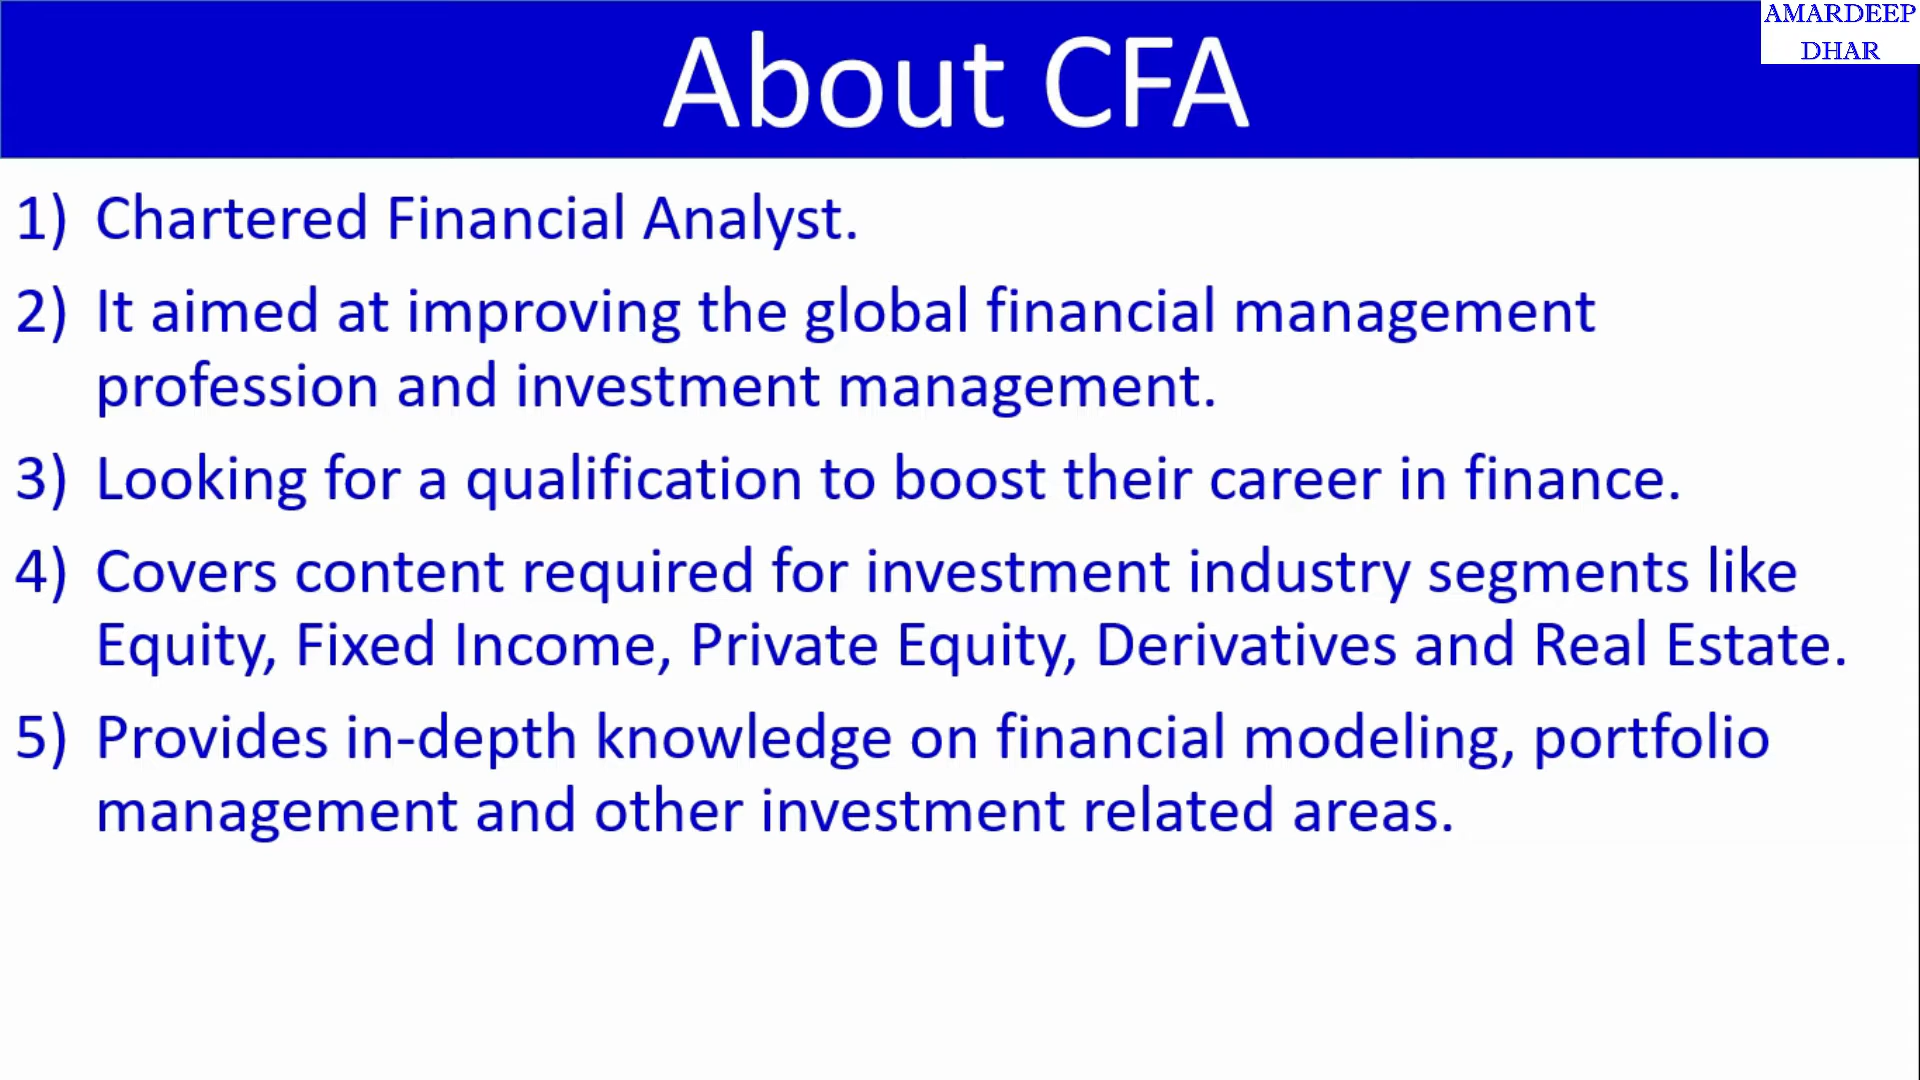 About CFA
AMARDEEP
DHAR
1) Chartered Financial Analyst.
2) It aimed at improving the global financial management
profession and investment management.
3) Looking for a qualification to boost their career in finance.
4) Covers content required for investment industry segments like
Equity, Fixed Income, Private Equity, Derivatives and Real Estate.
5) Provides in-depth knowledge on financial modeling, portfolio
management and other investment related areas.